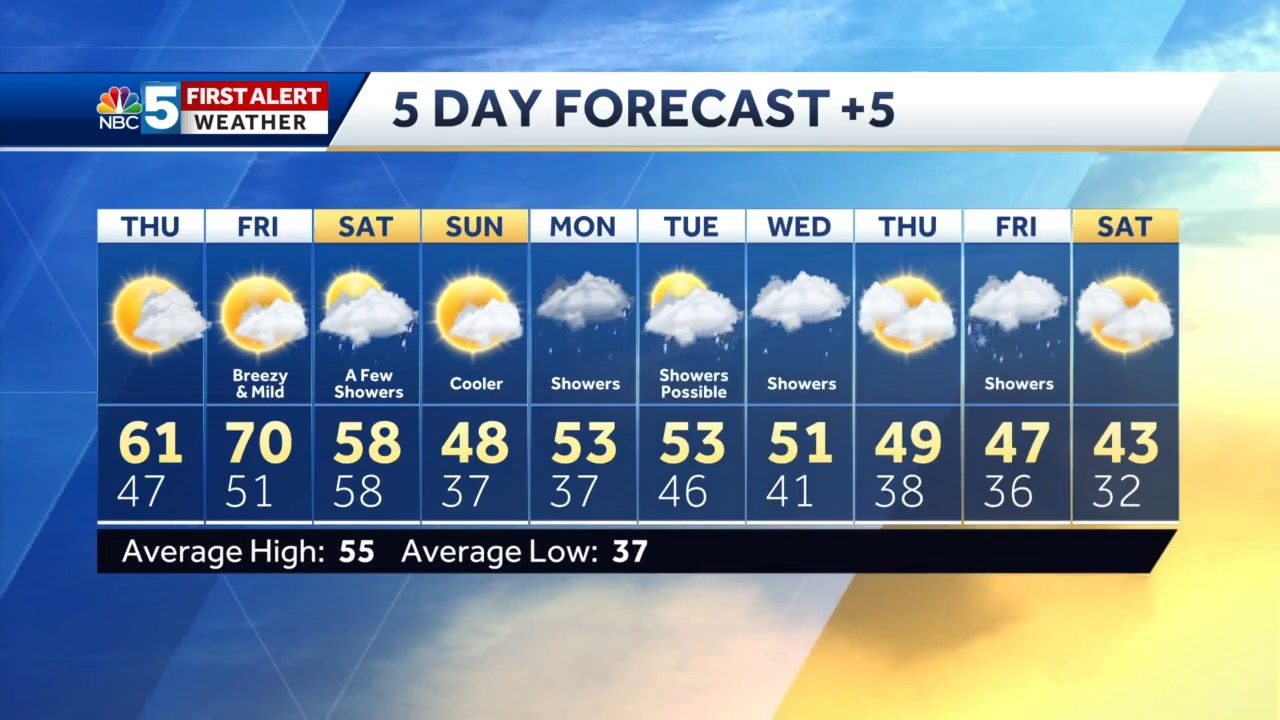 NBC 5 FIRST ALERT WEATHER
5 DAY FORECAST +5
THU FRI SAT SUN MON TUE WED THU FRI SAT
Breezy & Mild
A Few Showers
Cooler
Showers
Showers Possible
Showers
Showers
61 70 58 48 53 53 51 49 47 43
47 51 58 37 37 46 41 38 36 32
Average High: 55 Average Low: 37